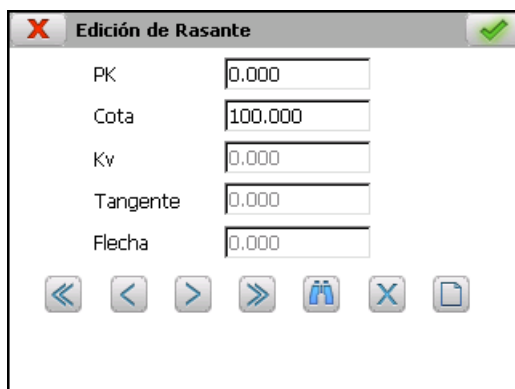 Edición de Rasante
PK 0.000
Cota 100.000
Kv 0.000
Tangente 0.000
Flecha 0.000